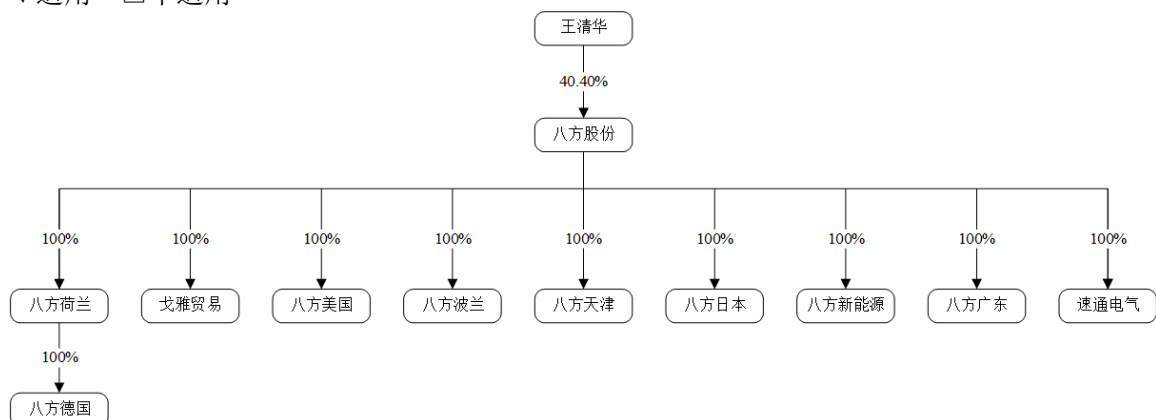 王清华
40.40%
八方股份
100% 100% 100% 100% 100% 100% 100% 100% 100%
八方荷兰 戈雅贸易 八方美国 八方波兰 八方天津 八方日本 八方新能源 八方广东 速通电气
100%
八方德国